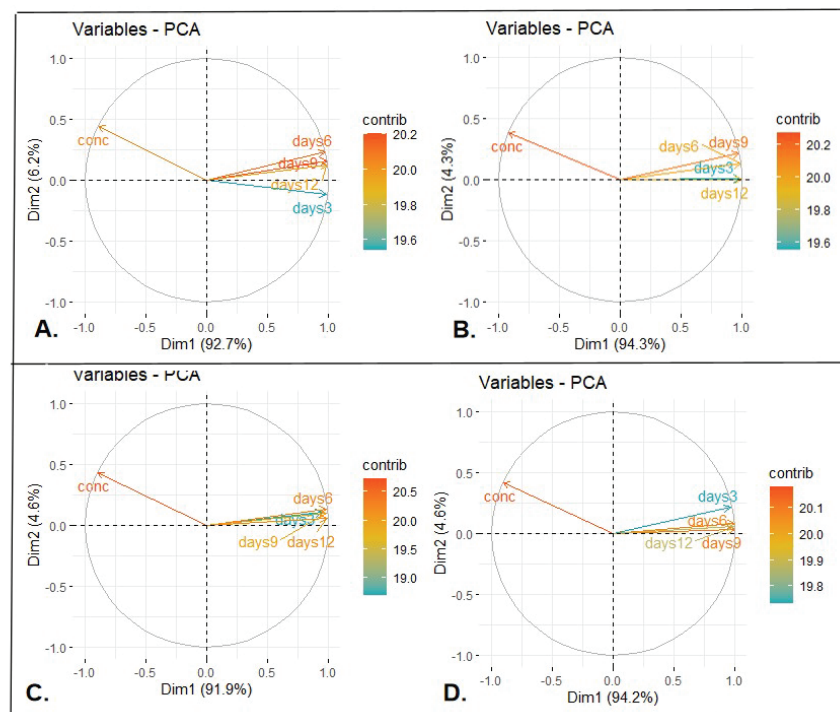 Variables - PCA
1.0
0.5
0.0
-0.5
-1.0
Dim2 (6.2%)
conc
days6
days9
days12
days3
-1.0 -0.5 0.0 0.5 1.0
Dim1 (92.7%)
contrib
20.2
20.0
19.8
19.6
A.
Variables - PCA
1.0
0.5
0.0
-0.5
-1.0
Dim2 (4.3%)
conc
days9
days6
days3
days12
-1.0 -0.5 0.0 0.5 1.0
Dim1 (94.3%)
contrib
20.2
20.0
19.8
19.6
B.
Variables - PCA
1.0
0.5
0.0
-0.5
-1.0
Dim2 (4.6%)
conc
days6
days3
days9 days12
-1.0 -0.5 0.0 0.5 1.0
Dim1 (91.9%)
contrib
20.5
20.0
19.5
19.0
C.
Variables - PCA
1.0
0.5
0.0
-0.5
-1.0
Dim2 (4.6%)
conc
days3
days6
days12 days9
-1.0 -0.5 0.0 0.5 1.0
Dim1 (94.2%)
contrib
20.1
20.0
19.9
19.8
D.